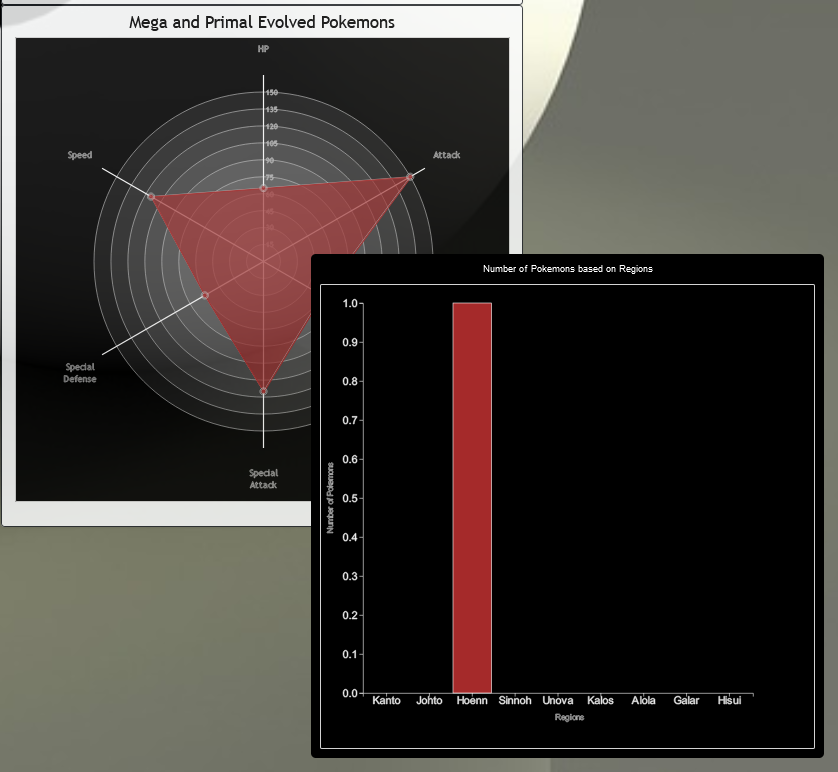 Mega and Primal Evolved Pokemons
HP
150
135
120
105
90
75
Speed
Attack
Special
Defense
Special
Attack
Number of Pokemons based on Regions
1.0
0.9
0.8
0.7
0.6
0.5
0.4
0.3
0.2
0.1
0.0
Number of Pokemons
Kanto Johto Hoenn Sinnoh Unova Kalos Alola Galar Hisui
Regions